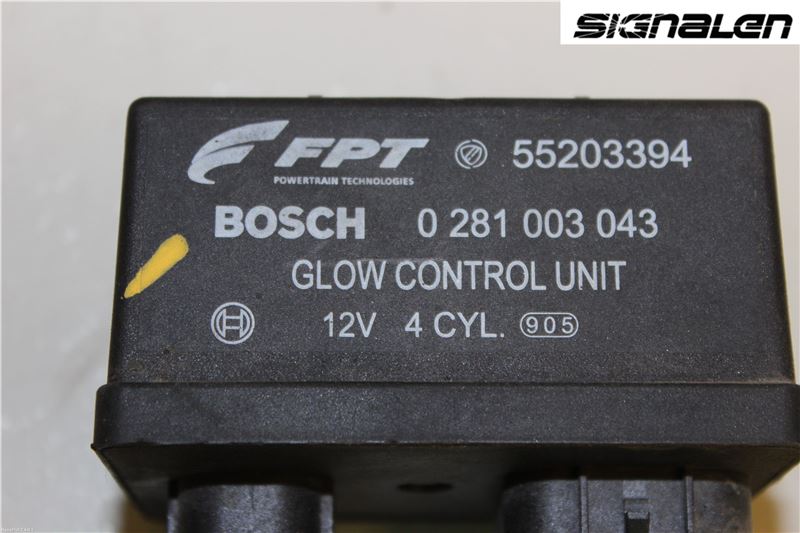 SIGNALEN
FPT 55203394
POWERTRAIN TECHNOLOGIES
BOSCH 0 281 003 043
GLOW CONTROL UNIT
12V 4 CYL. 905